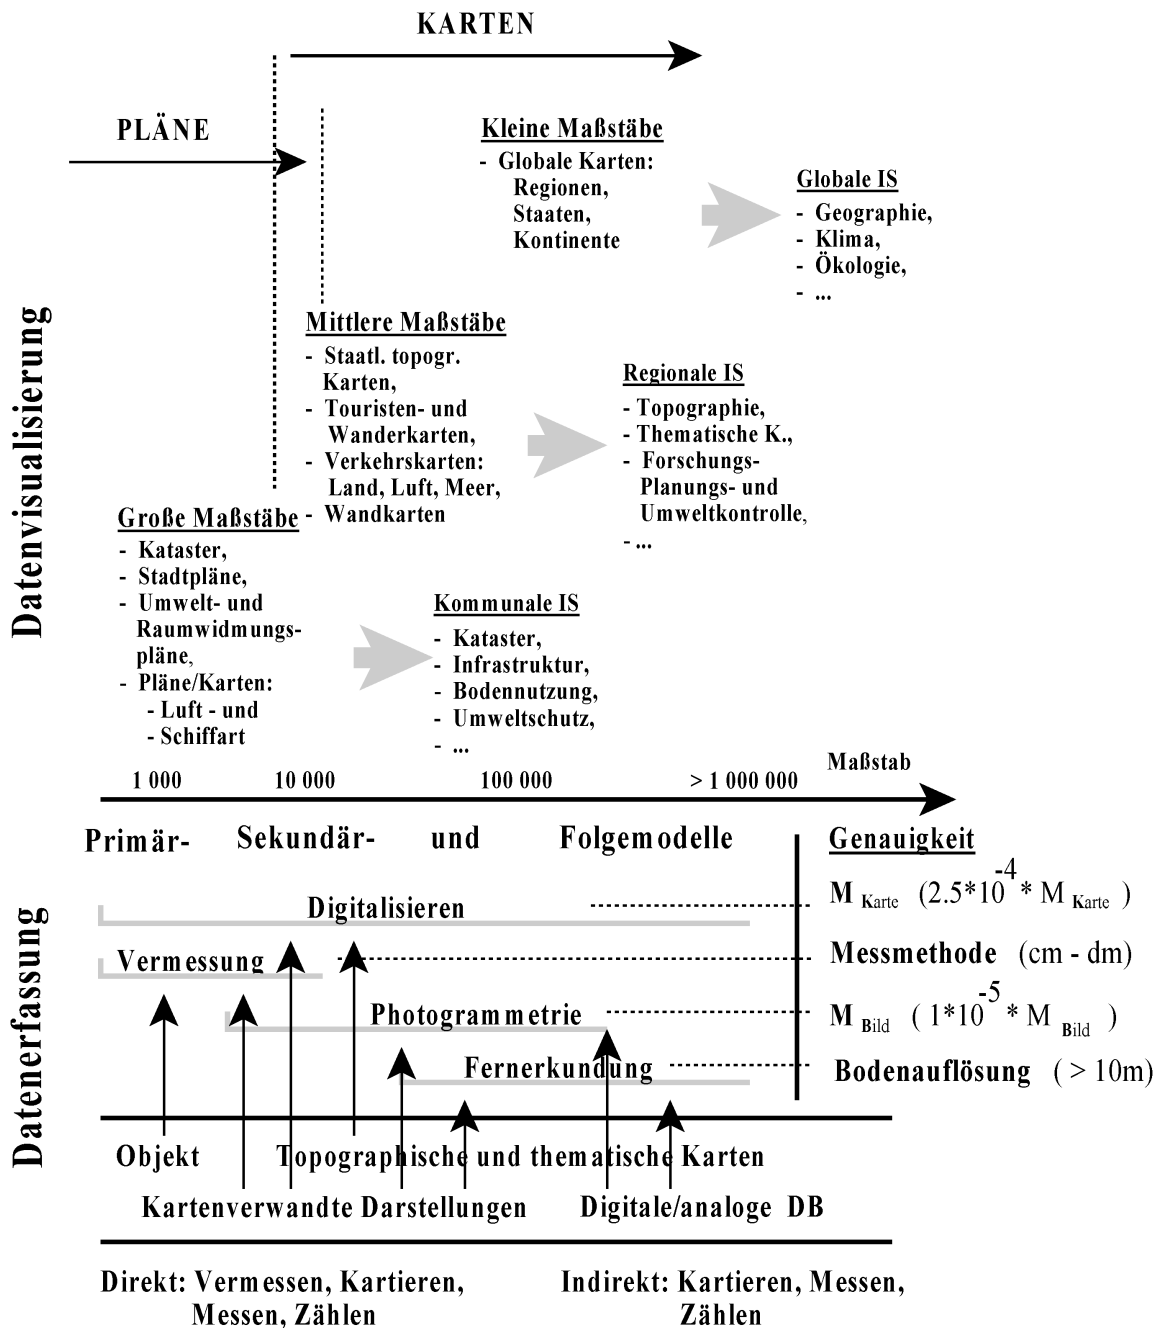 KARTEN
PLÄNE
Datenvisualisierung
Kleine Maßstäbe
- Globale Karten:
Regionen,
Staaten,
Kontinente
Globale IS
- Geographie,
- Klima,
- Ökologie,
- ...
Mittlere Maßstäbe
- Staatl. topogr.
Karten,
- Touristen- und
Wanderkarten,
- Verkehrskarten:
Land, Luft, Meer,
- Wandkarten
Regionale IS
- Topographie,
- Thematische K.,
- Forschungs-
Planungs- und
Umweltkontrolle,
- ...
Große Maßstäbe
- Kataster,
- Stadtpläne,
- Umwelt- und
Raumwidmungs-
pläne,
- Pläne/Karten:
- Luft - und
- Schiffart
Kommunale IS
- Kataster,
- Infrastruktur,
- Bodennutzung,
- Umweltschutz,
- ...
1 000 10 000 100 000 > 1 000 000 Maßstab
Primär- Sekundär- und Folgemodelle
Genauigkeit
Datenerfassung
Digitalisieren
M Karte (2.5*10-4 * M Karte )
Vermessung
Messmethode (cm - dm)
Photogrammetrie
M Bild ( 1*10-5 * M Bild )
Fernerkundung
Bodenauflösung ( > 10m)
Objekt Topographische und thematische Karten
Kartenverwandte Darstellungen Digitale/analoge DB
Direkt: Vermessen, Kartieren,
Messen, Zählen
Indirekt: Kartieren, Messen,
Zählen